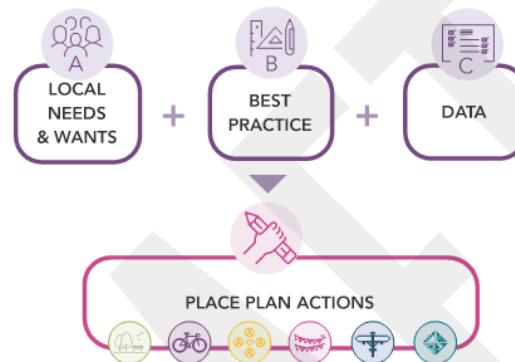 A
LOCAL
NEEDS
& WANTS
+
B
BEST
PRACTICE
+
C
DATA
PLACE PLAN ACTIONS